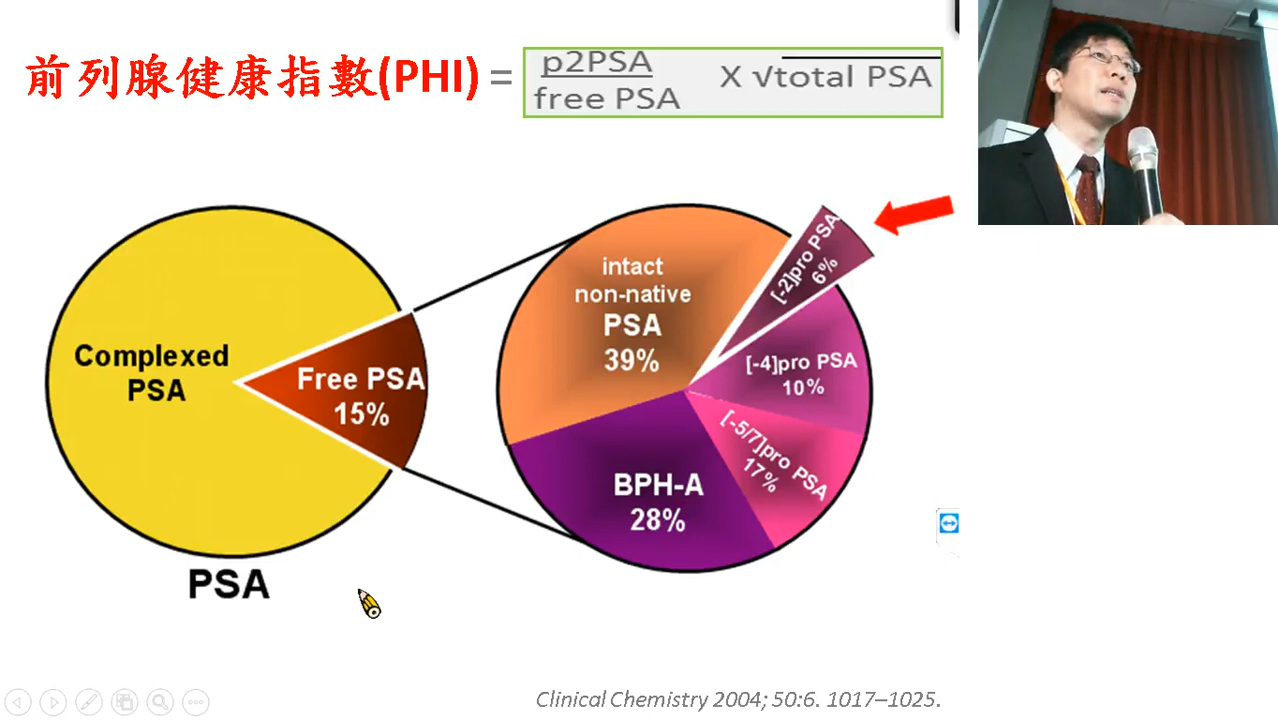 前列腺健康指數(PHI) = p2PSA / free PSA X √total PSA
Complexed
PSA
Free PSA
15%
PSA
intact
non-native
PSA
39%
[-2]pro PSA
6%
[-4]pro PSA
10%
[-5/7]pro PSA
17%
BPH-A
28%
Clinical Chemistry 2004; 50:6. 1017–1025.